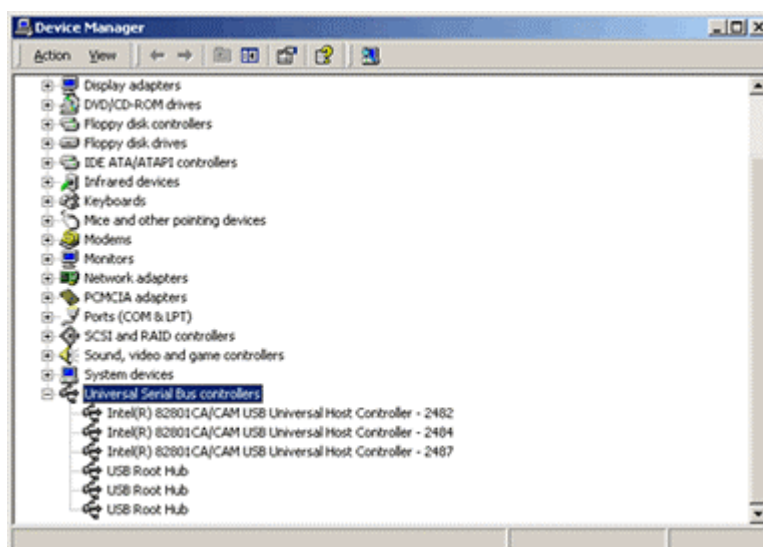 Device Manager
Action View
Display adapters
DVD/CD-ROM drives
Floppy disk controllers
Floppy disk drives
IDE ATA/ATAPI controllers
Infrared devices
Keyboards
Mice and other pointing devices
Modems
Monitors
Network adapters
PCMCIA adapters
Ports (COM & LPT)
SCSI and RAID controllers
Sound, video and game controllers
System devices
Universal Serial Bus controllers
Intel(R) 82801CA/CAM USB Universal Host Controller - 2482
Intel(R) 82801CA/CAM USB Universal Host Controller - 2484
Intel(R) 82801CA/CAM USB Universal Host Controller - 2487
USB Root Hub
USB Root Hub
USB Root Hub